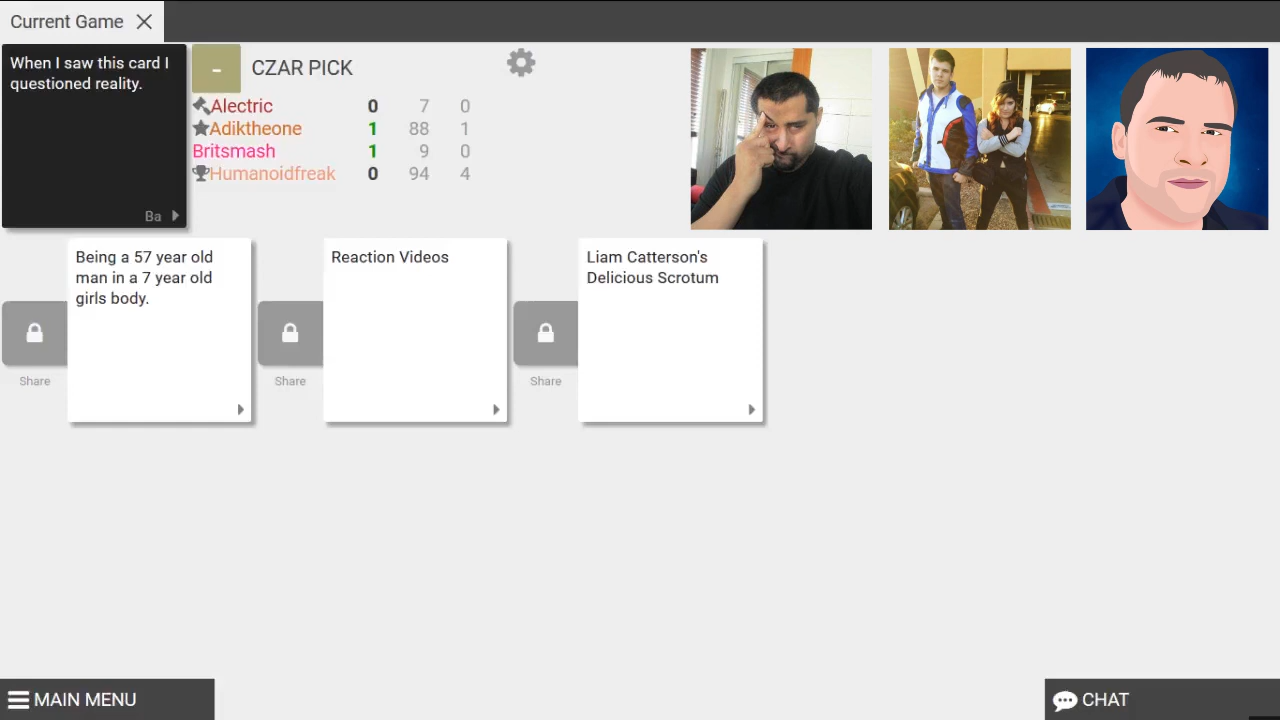 Current Game
When I saw this card I
questioned reality.
Ba
-
CZAR PICK
Alectric 0 7 0
Adiktheone 1 88 1
Britsmash 1 9 0
Humanoidfreak 0 94 4
Being a 57 year old
man in a 7 year old
girls body.
Share
Reaction Videos
Share
Liam Catterson's
Delicious Scrotum
Share
MAIN MENU
CHAT